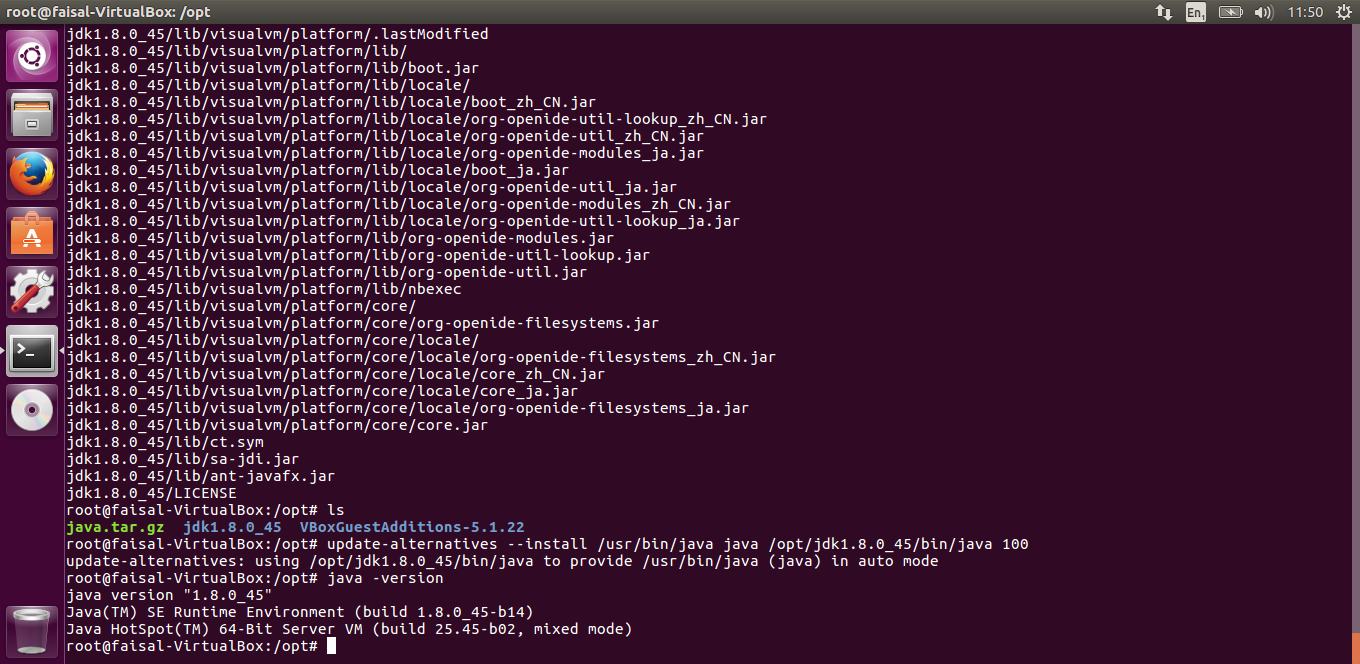 root@faisal-VirtualBox: /opt
En1
11:50
jdk1.8.0_45/lib/visualvm/platform/.lastModified
jdk1.8.0_45/lib/visualvm/platform/lib/
jdk1.8.0_45/lib/visualvm/platform/lib/boot.jar
jdk1.8.0_45/lib/visualvm/platform/lib/locale/
jdk1.8.0_45/lib/visualvm/platform/lib/locale/boot_zh_CN.jar
jdk1.8.0_45/lib/visualvm/platform/lib/locale/org-openide-util-lookup_zh_CN.jar
jdk1.8.0_45/lib/visualvm/platform/lib/locale/org-openide-util_zh_CN.jar
jdk1.8.0_45/lib/visualvm/platform/lib/locale/org-openide-modules_ja.jar
jdk1.8.0_45/lib/visualvm/platform/lib/locale/boot_ja.jar
jdk1.8.0_45/lib/visualvm/platform/lib/locale/org-openide-util_ja.jar
jdk1.8.0_45/lib/visualvm/platform/lib/locale/org-openide-modules_zh_CN.jar
jdk1.8.0_45/lib/visualvm/platform/lib/locale/org-openide-util-lookup_ja.jar
jdk1.8.0_45/lib/visualvm/platform/lib/org-openide-modules.jar
jdk1.8.0_45/lib/visualvm/platform/lib/org-openide-util-lookup.jar
jdk1.8.0_45/lib/visualvm/platform/lib/org-openide-util.jar
jdk1.8.0_45/lib/visualvm/platform/lib/nbexec
jdk1.8.0_45/lib/visualvm/platform/core/
jdk1.8.0_45/lib/visualvm/platform/core/org-openide-filesystems.jar
jdk1.8.0_45/lib/visualvm/platform/core/locale/
jdk1.8.0_45/lib/visualvm/platform/core/locale/org-openide-filesystems_zh_CN.jar
jdk1.8.0_45/lib/visualvm/platform/core/locale/core_zh_CN.jar
jdk1.8.0_45/lib/visualvm/platform/core/locale/core_ja.jar
jdk1.8.0_45/lib/visualvm/platform/core/locale/org-openide-filesystems_ja.jar
jdk1.8.0_45/lib/visualvm/platform/core/core.jar
jdk1.8.0_45/lib/ct.sym
jdk1.8.0_45/lib/sa-jdi.jar
jdk1.8.0_45/lib/ant-javafx.jar
jdk1.8.0_45/LICENSE
root@faisal-VirtualBox:/opt# ls
java.tar.gz  jdk1.8.0_45  VBoxGuestAdditions-5.1.22
root@faisal-VirtualBox:/opt# update-alternatives --install /usr/bin/java java /opt/jdk1.8.0_45/bin/java 100
update-alternatives: using /opt/jdk1.8.0_45/bin/java to provide /usr/bin/java (java) in auto mode
root@faisal-VirtualBox:/opt# java -version
java version "1.8.0_45"
Java(TM) SE Runtime Environment (build 1.8.0_45-b14)
Java HotSpot(TM) 64-Bit Server VM (build 25.45-b02, mixed mode)
root@faisal-VirtualBox:/opt#